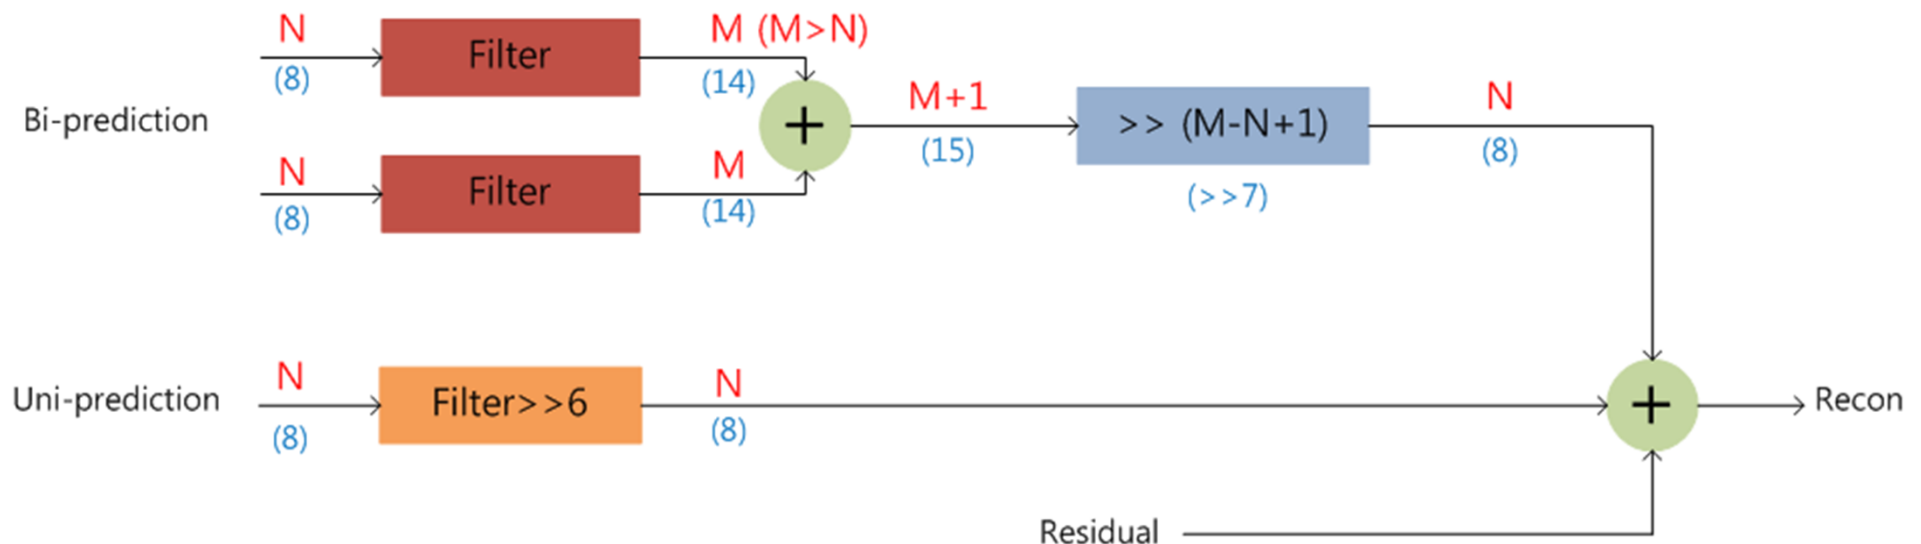 N
(8)
Filter
M (M>N)
(14)
+
M+1
(15)
>> (M-N+1)
(>>7)
N
(8)
Bi-prediction
N
(8)
Filter
M
(14)
Uni-prediction
N
(8)
Filter>>6
N
(8)
+
Recon
Residual